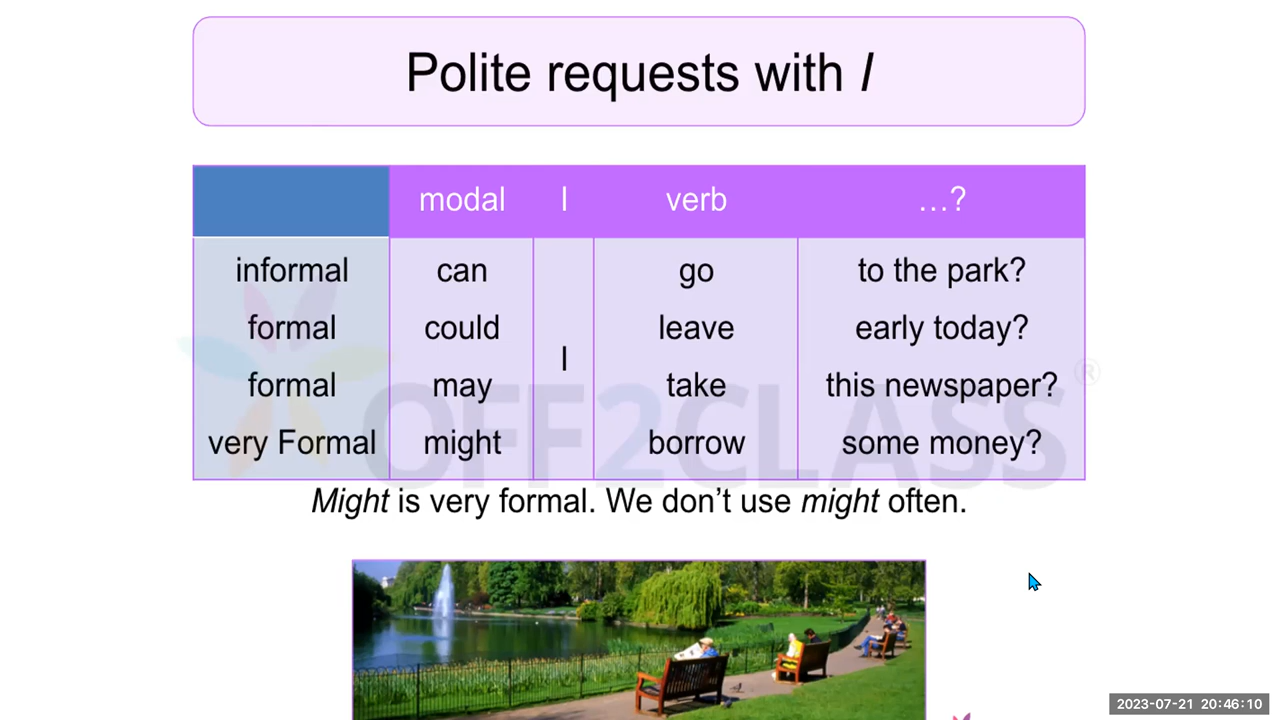 Polite requests with I
modal I verb …?
informal can go to the park?
formal could leave early today?
I
formal may take this newspaper?
very Formal might borrow some money?
OFF2CLASS®
Might is very formal. We don’t use might often.
2023-07-21 20:46:10